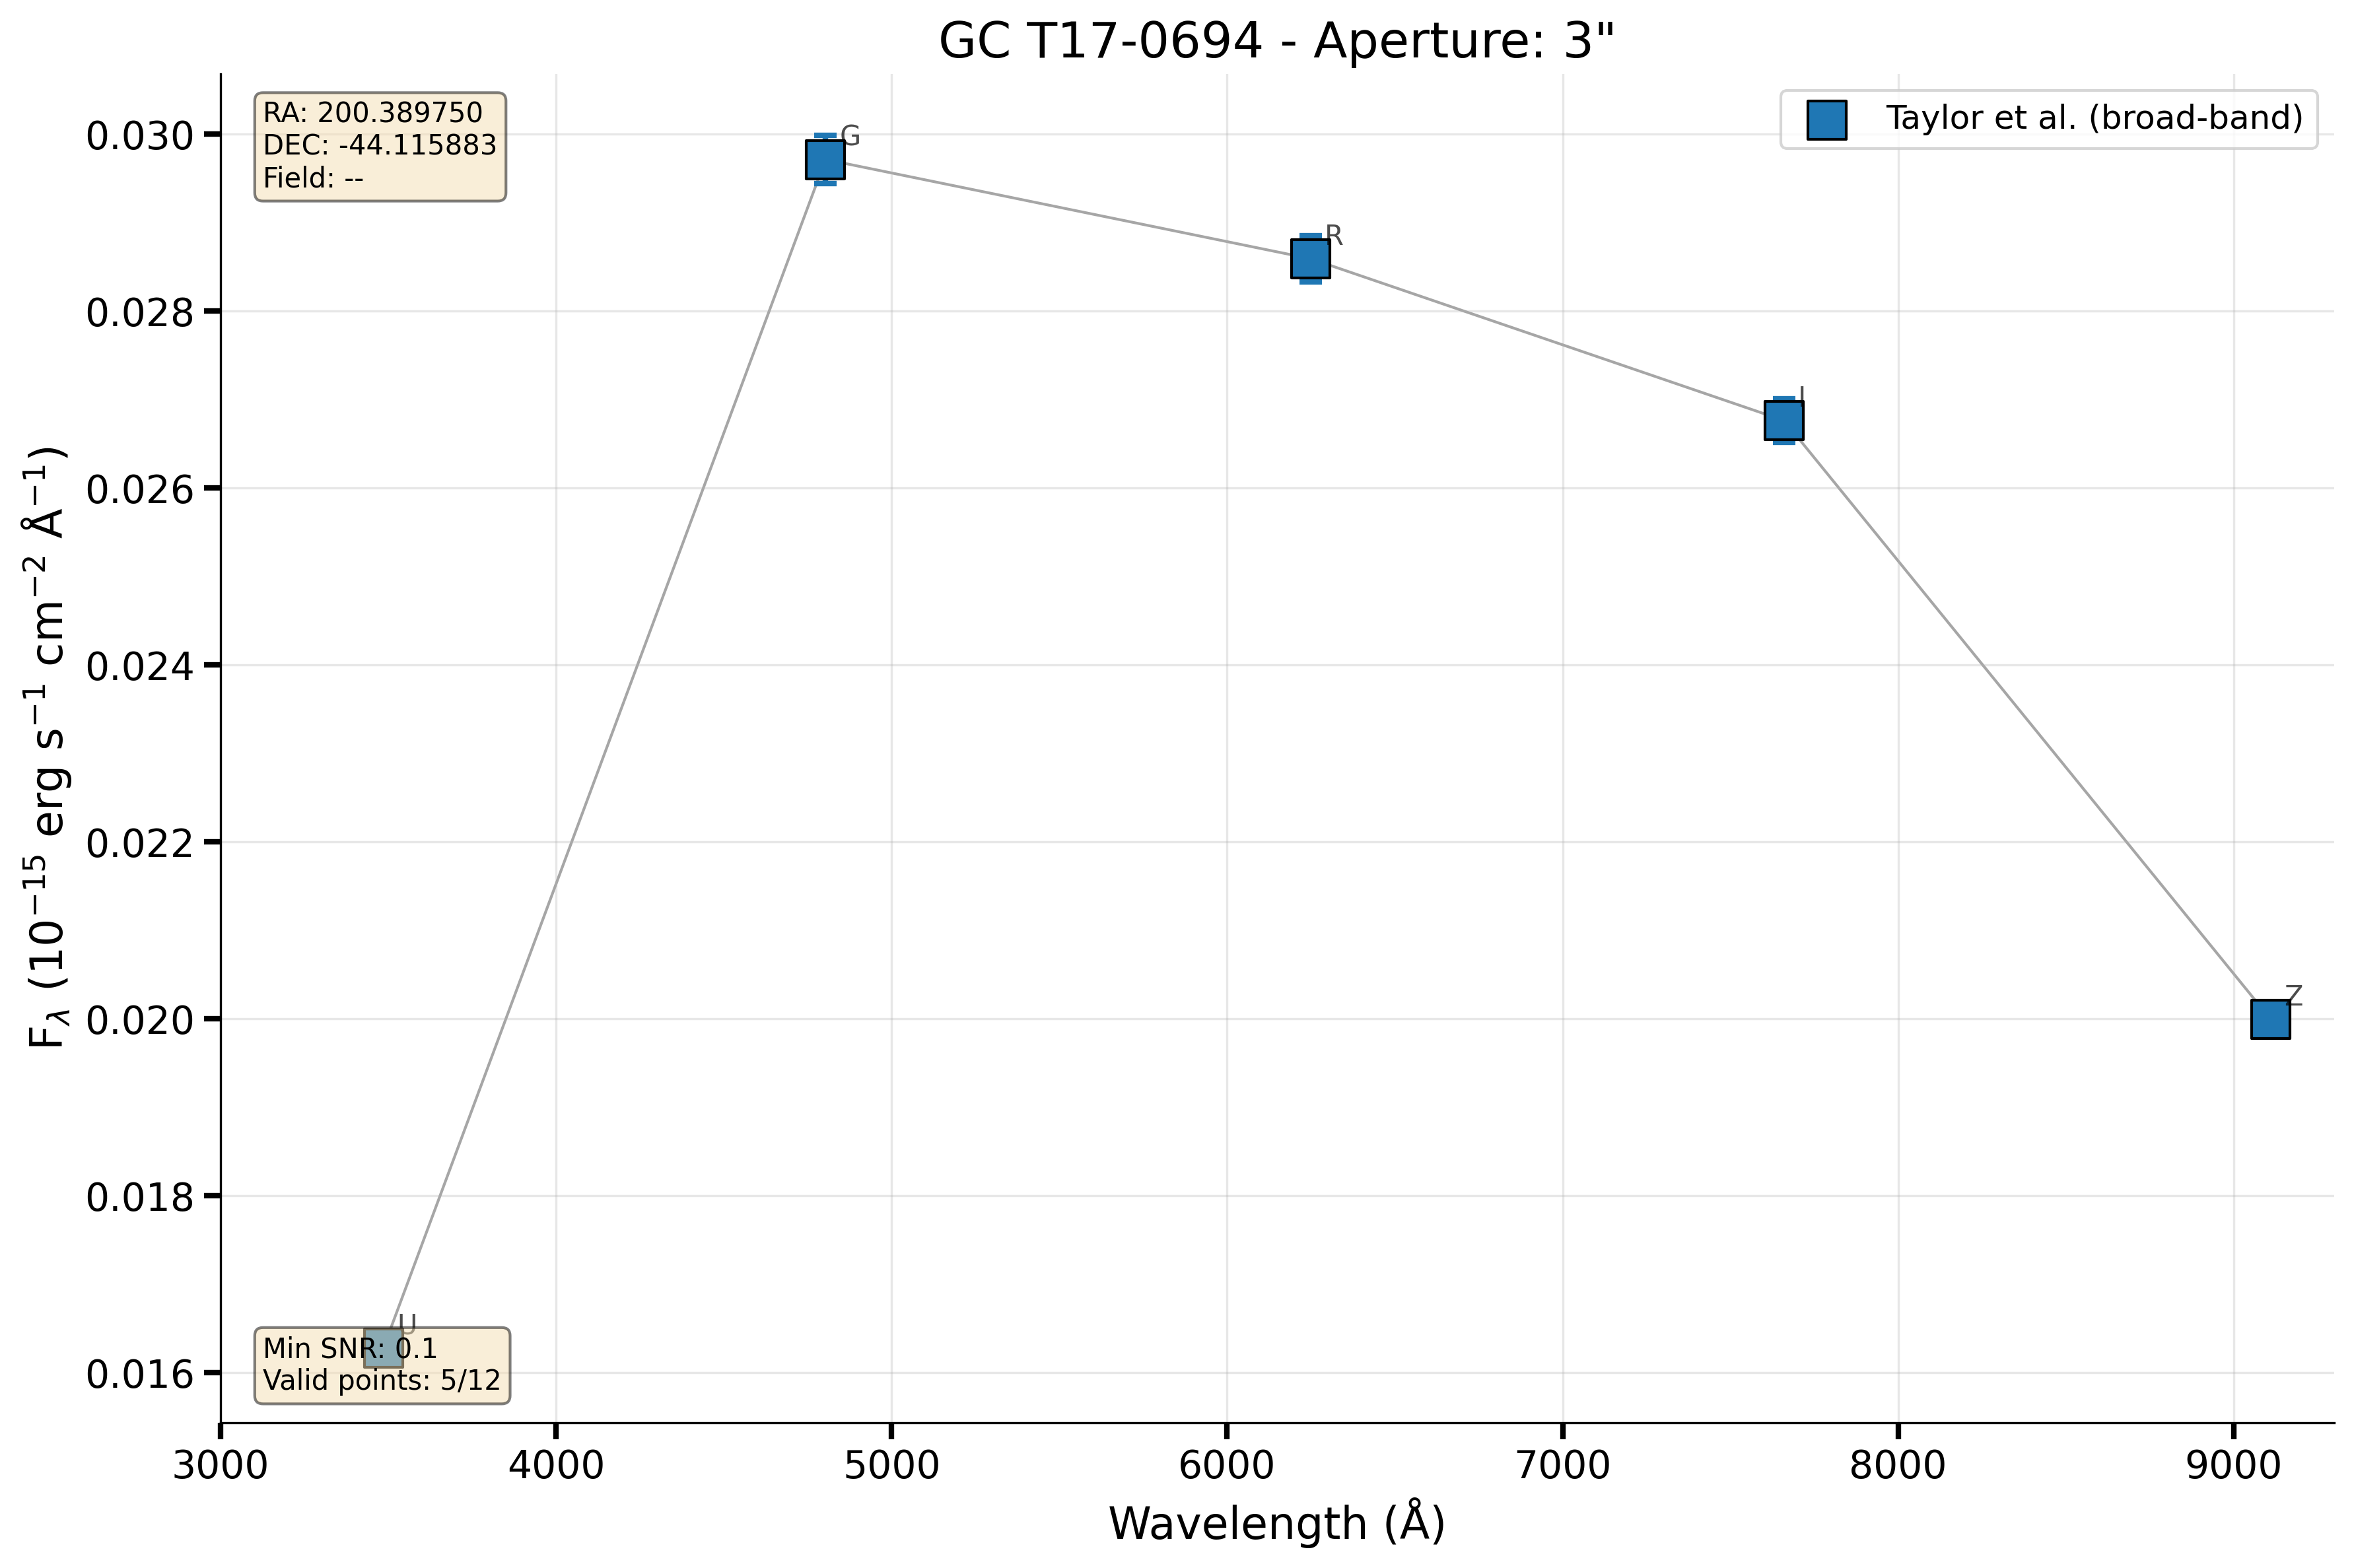 GC T17-0694 - Aperture: 3"
RA: 200.389750
DEC: -44.115883
Field: --
Taylor et al. (broad-band)
G
R
I
Z
U
Min SNR: 0.1
Valid points: 5/12
0.030
0.028
0.026
0.024
0.022
0.020
0.018
0.016
F_λ (10⁻¹⁵ erg s⁻¹ cm⁻² Å⁻¹)
3000 4000 5000 6000 7000 8000 9000
Wavelength (Å)